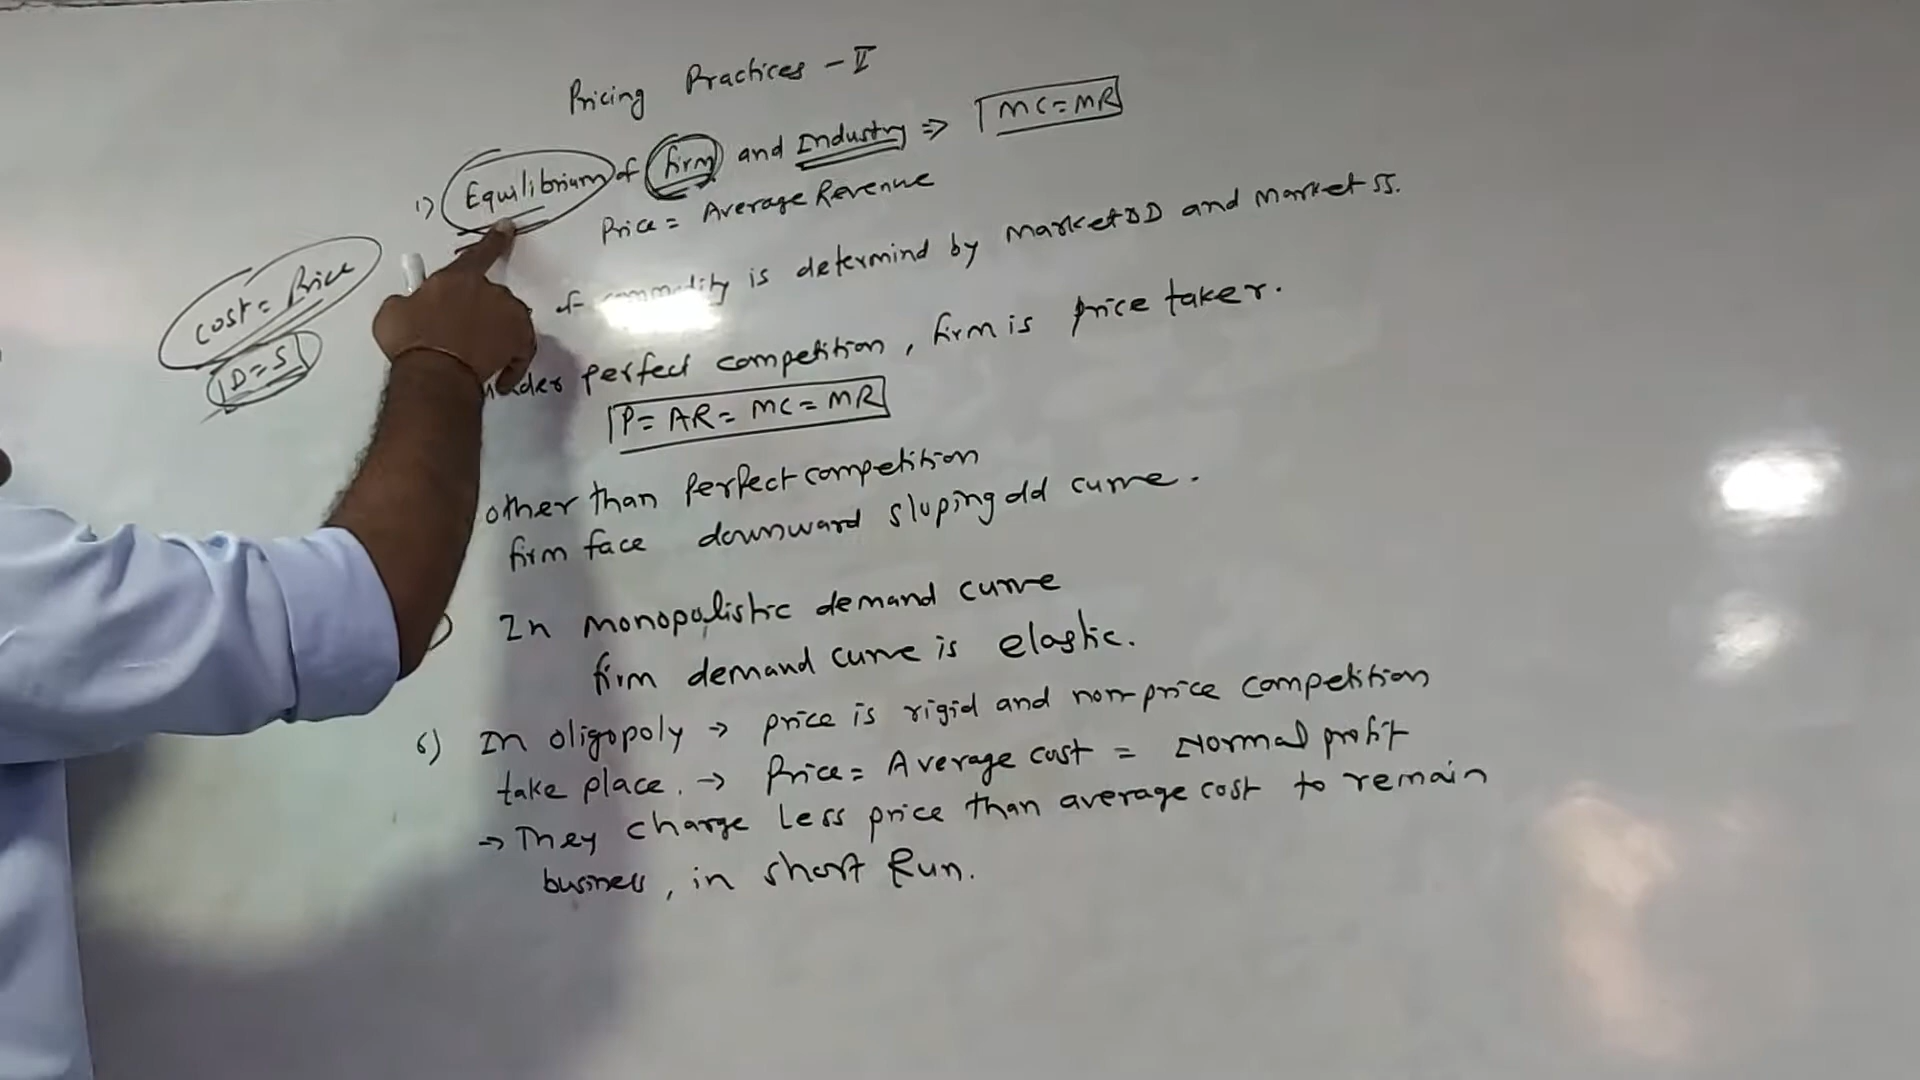 Pricing Practices - II
1) Equilibrium of firm and Industry => MC = MR
Price = Average Revenue
cost = Price
D = S
of commodity is determind by market DD and market SS.
under perfect competition, firm is price taker.
P = AR = MC = MR
other than perfect competition
firm face downward sloping dd curve.
In monopolistic demand curve
firm demand curve is elastic.
6) In oligopoly → price is rigid and non-price competition
take place. → Price = Average cost = Normal profit
→ They charge less price than average cost to remain
business, in short Run.